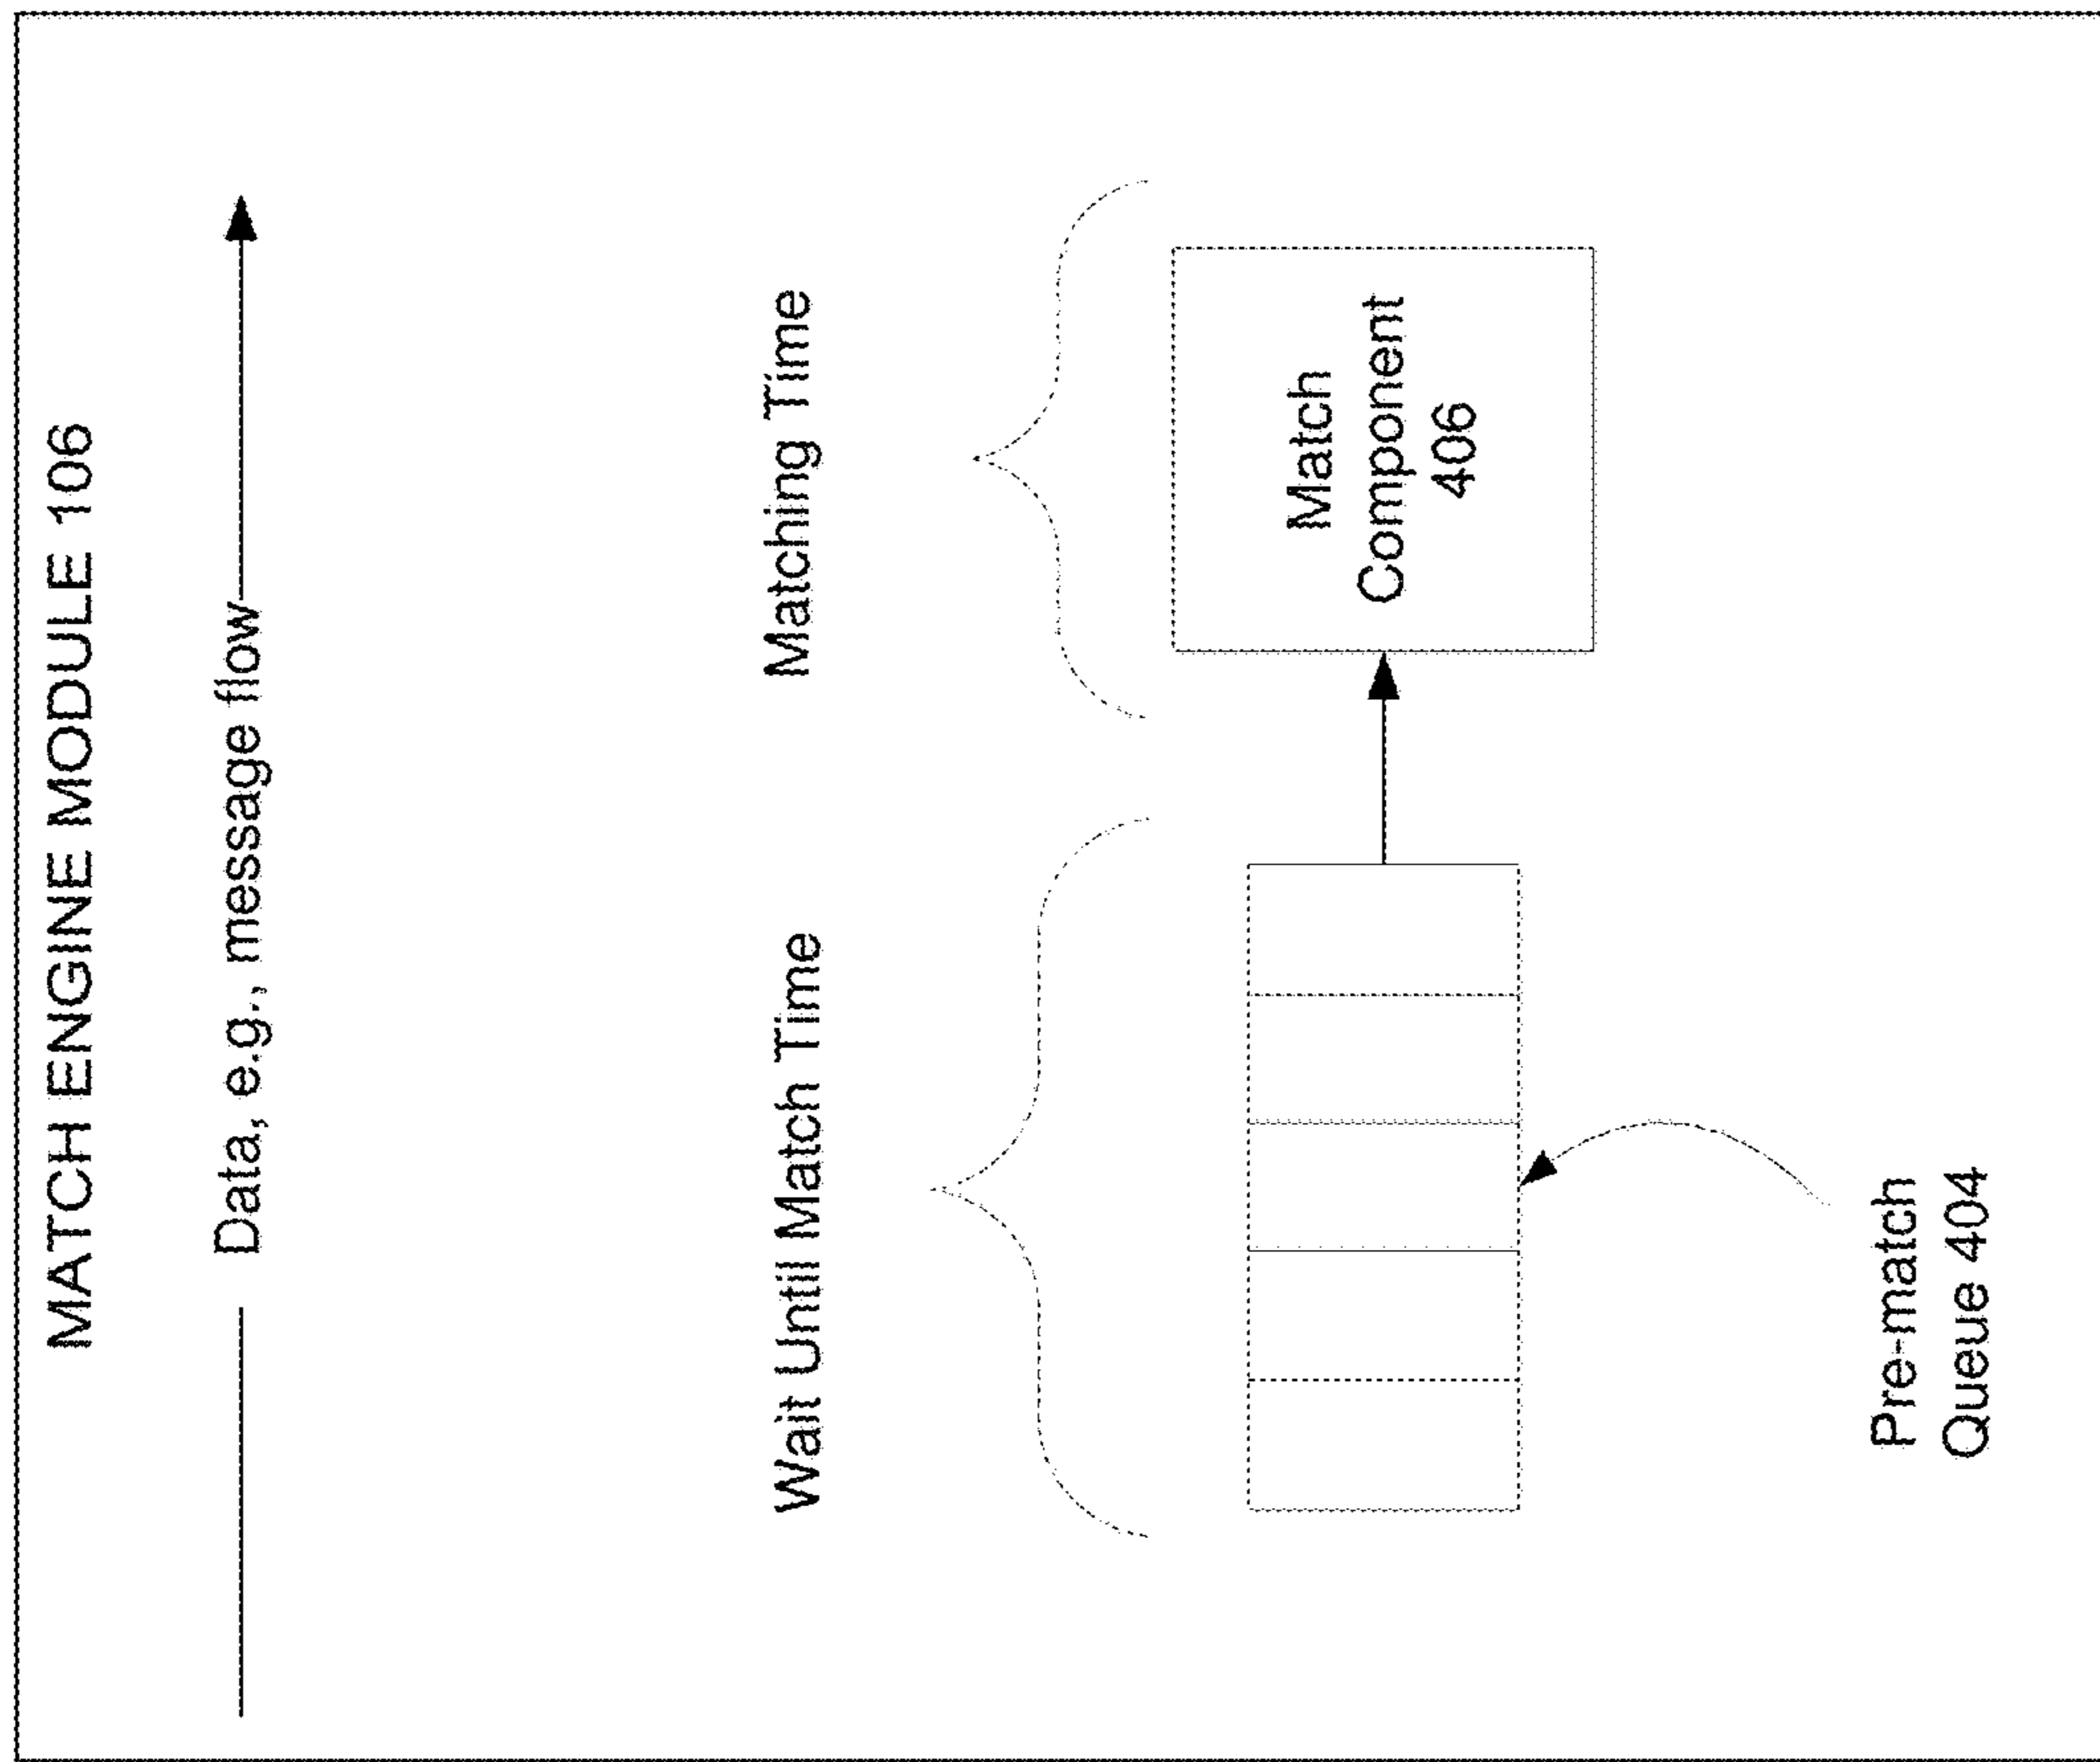 MATCH ENGINE MODULE 106
Data, e.g., message flow
Wait Until Match Time
Matching Time
Match
Component
406
Pre-match
Queue 404